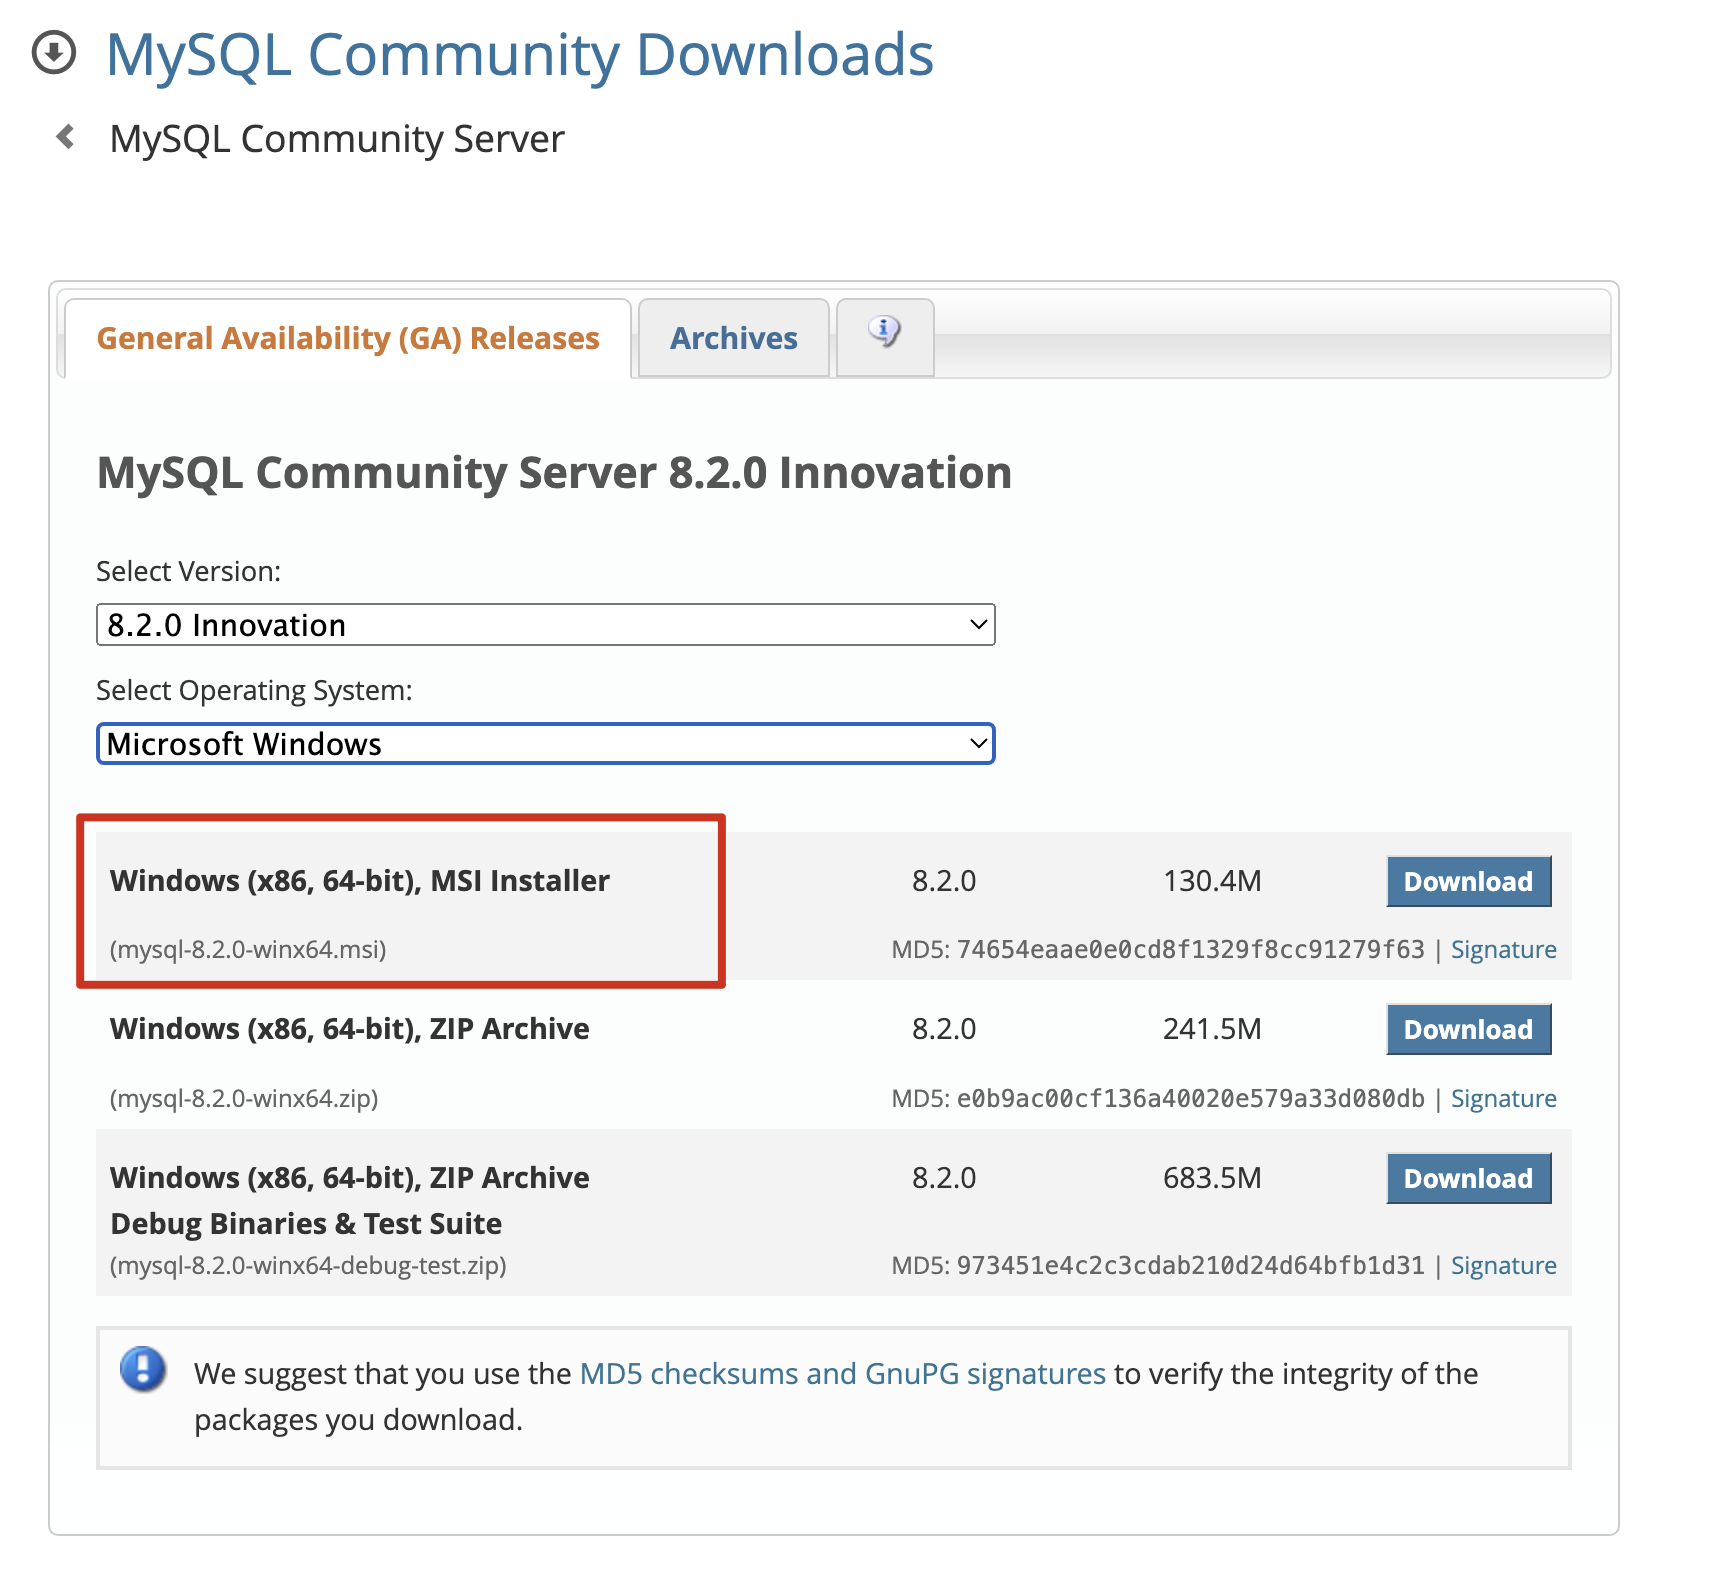 MySQL Community Downloads
MySQL Community Server
General Availability (GA) Releases Archives
MySQL Community Server 8.2.0 Innovation
Select Version:
8.2.0 Innovation
Select Operating System:
Microsoft Windows
Windows (x86, 64-bit), MSI Installer 8.2.0 130.4M Download
(mysql-8.2.0-winx64.msi) MD5: 74654eaae0e0cd8f1329f8cc91279f63 | Signature
Windows (x86, 64-bit), ZIP Archive 8.2.0 241.5M Download
(mysql-8.2.0-winx64.zip) MD5: e0b9ac00cf136a40020e579a33d080db | Signature
Windows (x86, 64-bit), ZIP Archive 8.2.0 683.5M Download
Debug Binaries & Test Suite
(mysql-8.2.0-winx64-debug-test.zip) MD5: 973451e4c2c3cdab210d24d64bfb1d31 | Signature
We suggest that you use the MD5 checksums and GnuPG signatures to verify the integrity of the
packages you download.